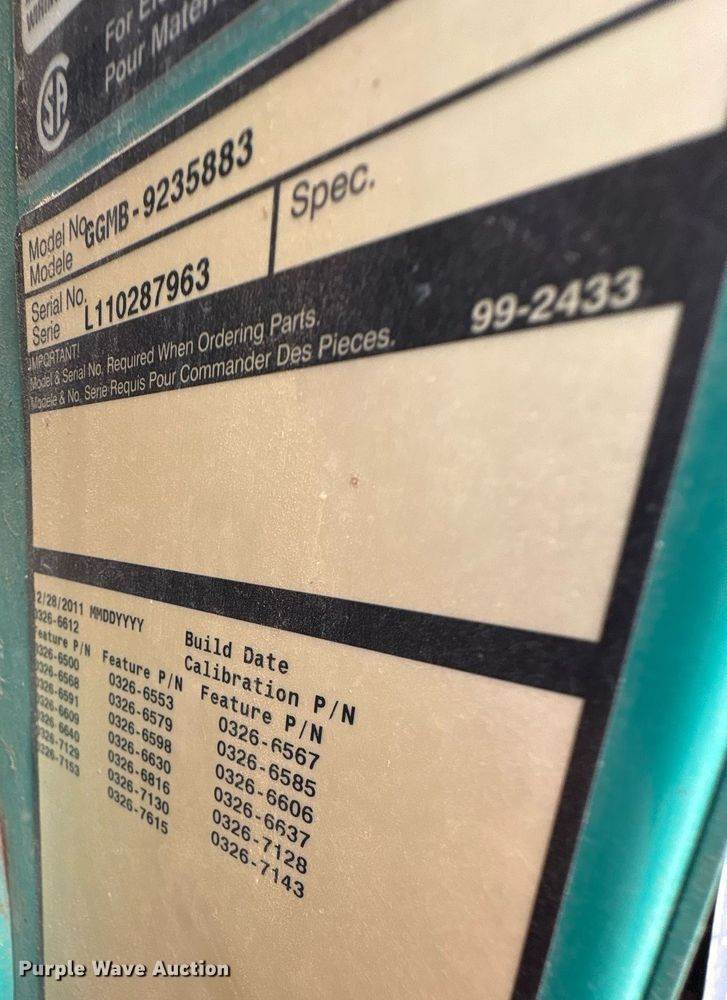 For
Pour
SA
Model No. GGMB-9235883
Modele
Spec.
Serial No. L110287963
Serie
IMPORTANT!
Model & Serial No. Required When Ordering Parts.
Modele & No. Serie Requis Pour Commander Des Pieces.
99-2433
2/28/2011 MMDDYYYY Build Date
0326-6612 Calibration P/N
Feature P/N Feature P/N Feature P/N
0326-6500 0326-6553 0326-6567
0326-6568 0326-6579 0326-6585
0326-6591 0326-6598 0326-6606
0326-6609 0326-6630 0326-6637
0326-6640 0326-6816 0326-7128
0326-7129 0326-7130 0326-7143
0326-7153 0326-7615
Purple Wave Auction